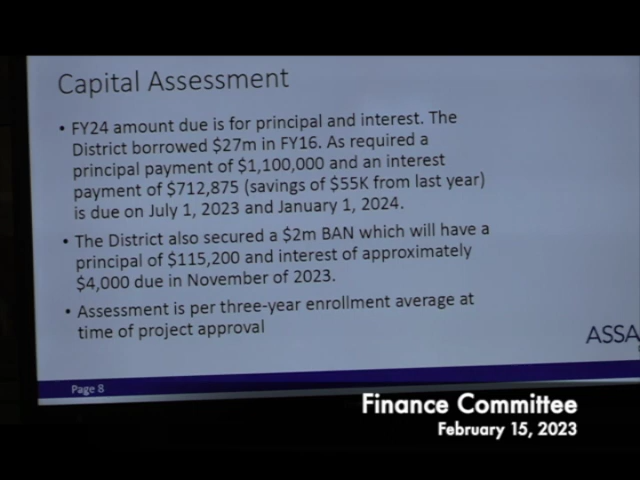 Capital Assessment
• FY24 amount due is for principal and interest. The
District borrowed $27m in FY16. As required a
principal payment of $1,100,000 and an interest
payment of $712,875 (savings of $55K from last year)
is due on July 1, 2023 and January 1, 2024.
• The District also secured a $2m BAN which will have a
principal of $115,200 and interest of approximately
$4,000 due in November of 2023.
• Assessment is per three-year enrollment average at
time of project approval
ASSA
Page 8
Finance Committee
February 15, 2023